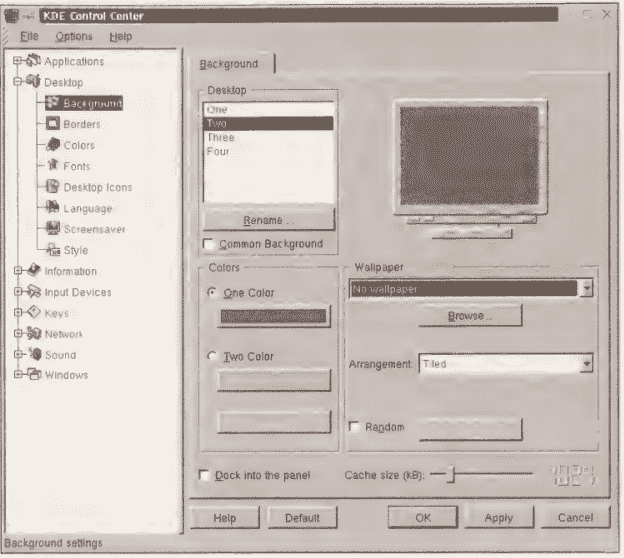 KDE Control Center
File Options Help
Applications
Desktop
Background
Borders
Colors
Fonts
Desktop Icons
Language
Screensaver
Style
Information
Input Devices
Keys
Network
Sound
Windows
Background
Desktop
One
Two
Three
Four
Rename ..
Common Background
Colors
One Color
Two Color
Wallpaper
No wallpaper
Browse ..
Arrangement: Tiled
Random
Dock into the panel
Cache size (kB):
Help Default OK Apply Cancel
Background settings